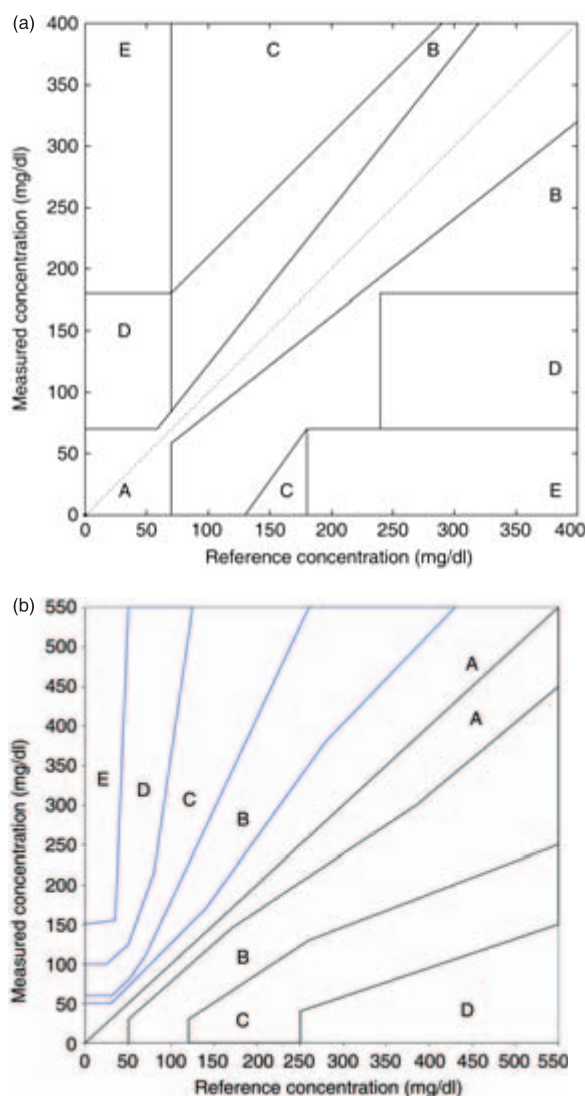 (a)
400
E
C
B
350
300
B
250
200
150
D
D
100
50
A
C
E
0
0 50 100 150 200 250 300 350 400
Measured concentration (mg/dl)
Reference concentration (mg/dl)
(b)
550
500
A
450
A
400
350
E
D
C
300
B
250
200
150
B
100
50
C
D
0
0 50 100 150 200 250 300 350 400 450 500 550
Measured concentration (mg/dl)
Reference concentration (mg/dl)